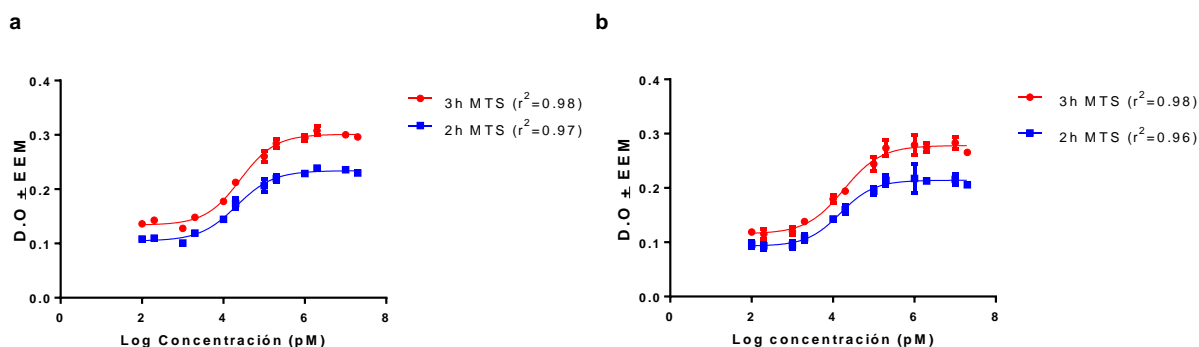 a
D.O ± EEM
0.4
0.3
0.2
0.1
0.0
0
2
4
6
8
Log Concentración (pM)
3h MTS (r²=0.98)
2h MTS (r²=0.97)
b
D.O ± EEM
0.4
0.3
0.2
0.1
0.0
0
2
4
6
8
Log concentración (pM)
3h MTS (r²=0.98)
2h MTS (r²=0.96)